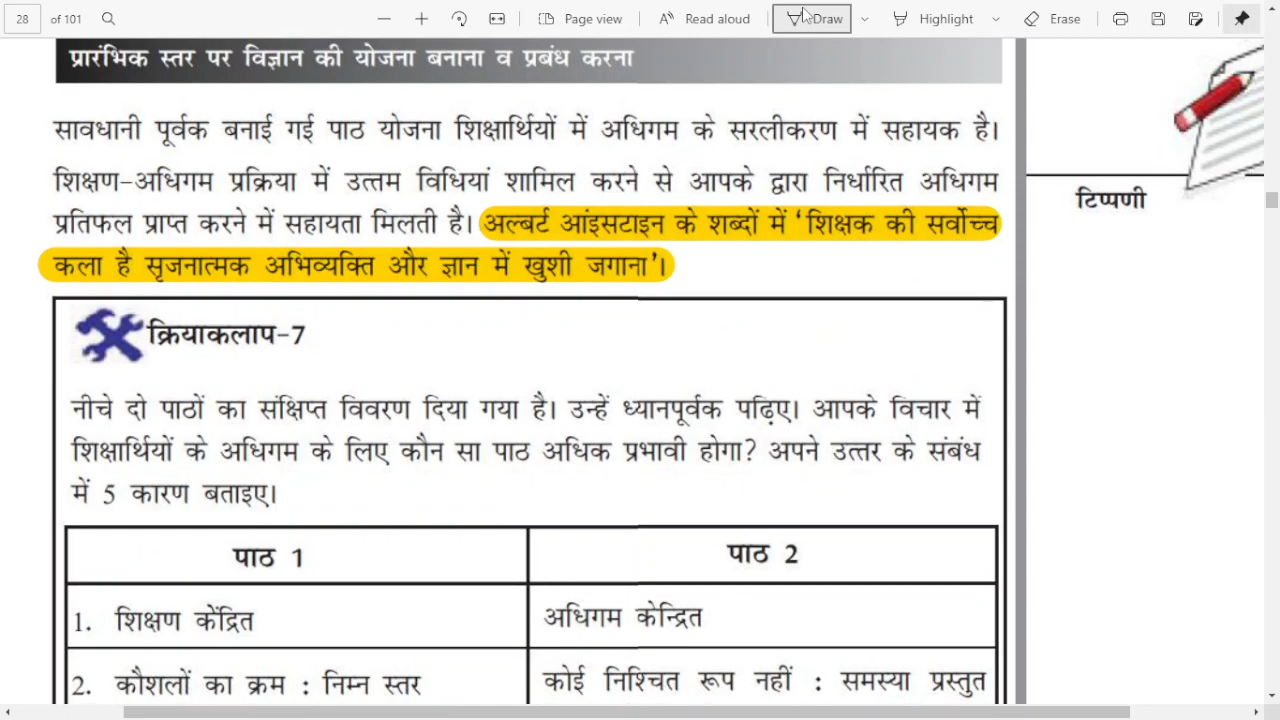 28 of 101 Page view Read aloud Draw Highlight Erase
प्रारंभिक स्तर पर विज्ञान की योजना बनाना व प्रबंध करना
सावधानी पूर्वक बनाई गई पाठ योजना शिक्षार्थियों में अधिगम के सरलीकरण में सहायक है।
शिक्षण-अधिगम प्रक्रिया में उत्तम विधियां शामिल करने से आपके द्वारा निर्धारित अधिगम
प्रतिफल प्राप्त करने में सहायता मिलती है। अल्बर्ट आंइसटाइन के शब्दों में ‘शिक्षक की सर्वोच्च
कला है सृजनात्मक अभिव्यक्ति और ज्ञान में खुशी जगाना’।
टिप्पणी
क्रियाकलाप-7
नीचे दो पाठों का संक्षिप्त विवरण दिया गया है। उन्हें ध्यानपूर्वक पढ़िए। आपके विचार में
शिक्षार्थियों के अधिगम के लिए कौन सा पाठ अधिक प्रभावी होगा? अपने उत्तर के संबंध
में 5 कारण बताइए।
पाठ 1 पाठ 2
1. शिक्षण केंद्रित अधिगम केन्द्रित
2. कौशलों का क्रम : निम्न स्तर कोई निश्चित रूप नहीं : समस्या प्रस्तुत